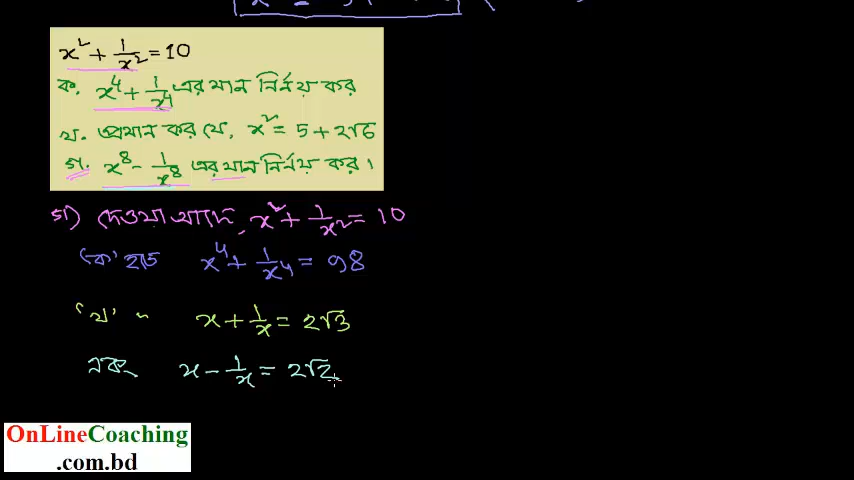 x² + 1/x² = 10
ক. x⁴ + 1/x⁴ এর মান নির্নয় কর
খ. প্রমান কর যে, x² = 5 + 2√6
গ. x⁸ - 1/x⁸ এর মান নির্নয় কর।
গ) দেওয়া আছে, x² + 1/x² = 10
'ক' হতে x⁴ + 1/x⁴ = 98
'খ' " x + 1/x = 2√3
এবং x - 1/x = 2√2
OnLineCoaching
.com.bd